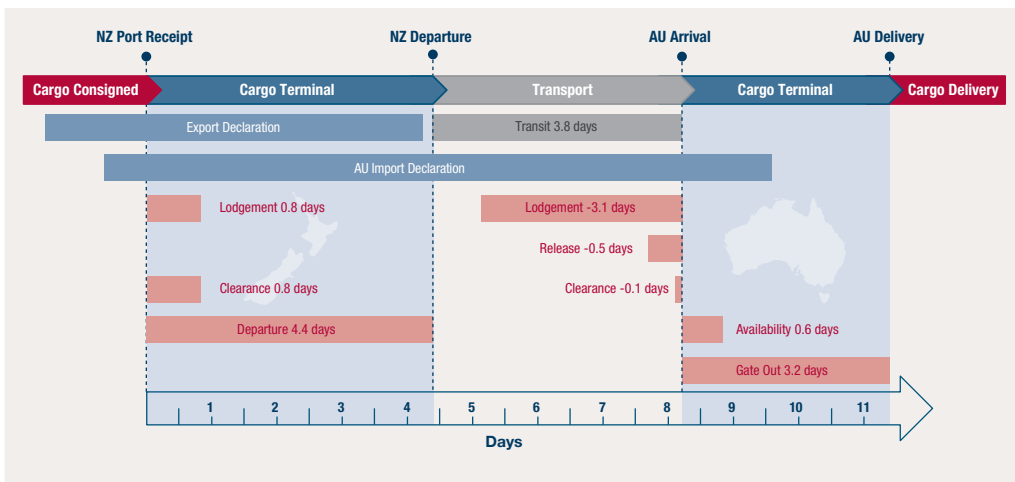 NZ Port Receipt NZ Departure AU Arrival AU Delivery
Cargo Consigned Cargo Terminal Transport Cargo Terminal Cargo Delivery
Export Declaration Transit 3.8 days
AU Import Declaration
Lodgement 0.8 days Lodgement -3.1 days
Release -0.5 days
Clearance 0.8 days Clearance -0.1 days
Departure 4.4 days Availability 0.6 days
Gate Out 3.2 days
1 2 3 4 5 6 7 8 9 10 11
Days